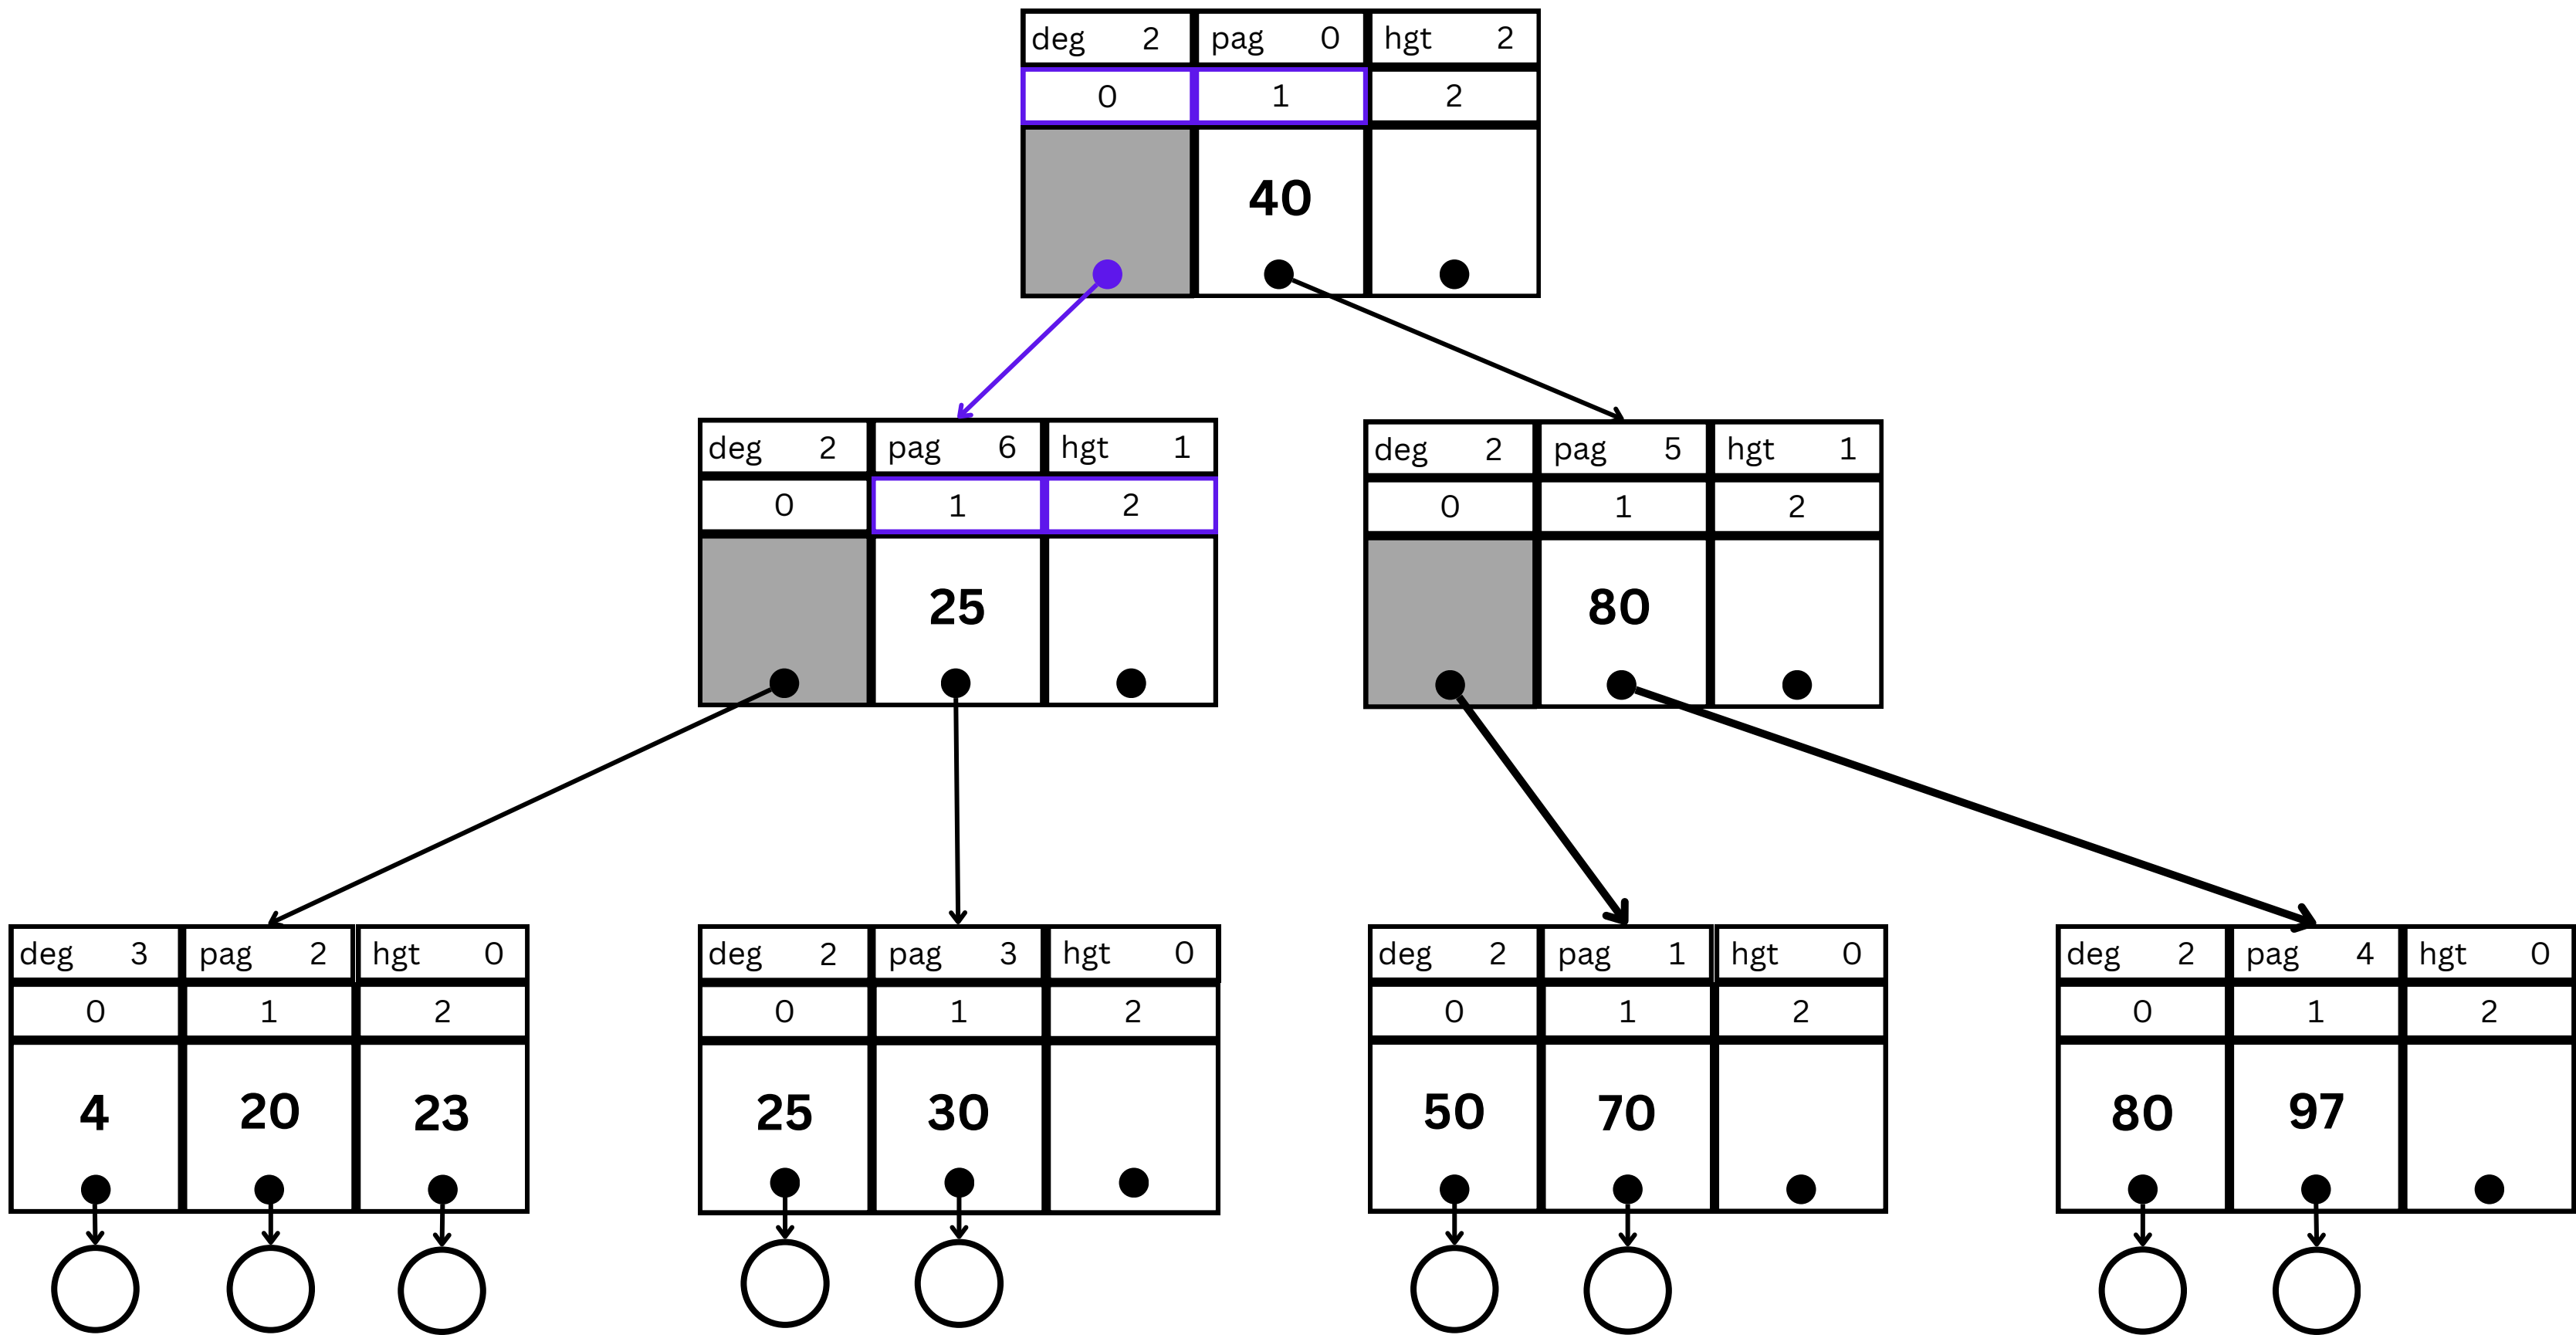 deg 2 pag 0 hgt 2
0 1 2
40
deg 2 pag 6 hgt 1
0 1 2
25
deg 2 pag 5 hgt 1
0 1 2
80
deg 3 pag 2 hgt 0
0 1 2
4 20 23
deg 2 pag 3 hgt 0
0 1 2
25 30
deg 2 pag 1 hgt 0
0 1 2
50 70
deg 2 pag 4 hgt 0
0 1 2
80 97